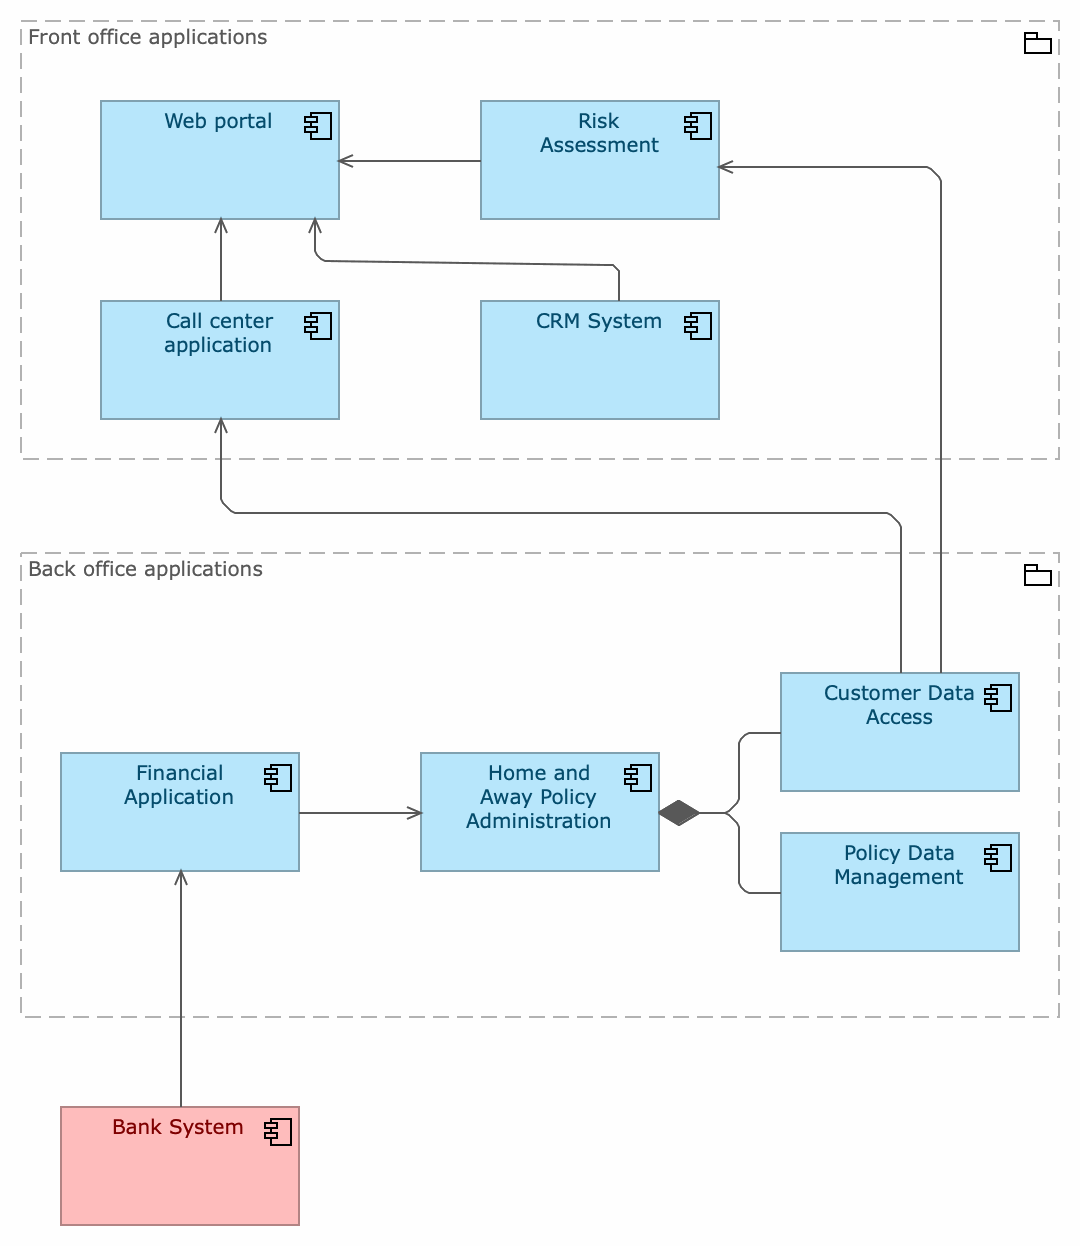 Front office applications
Web portal
Risk
Assessment
Call center
application
CRM System
Back office applications
Customer Data
Access
Financial
Application
Home and
Away Policy
Administration
Policy Data
Management
Bank System